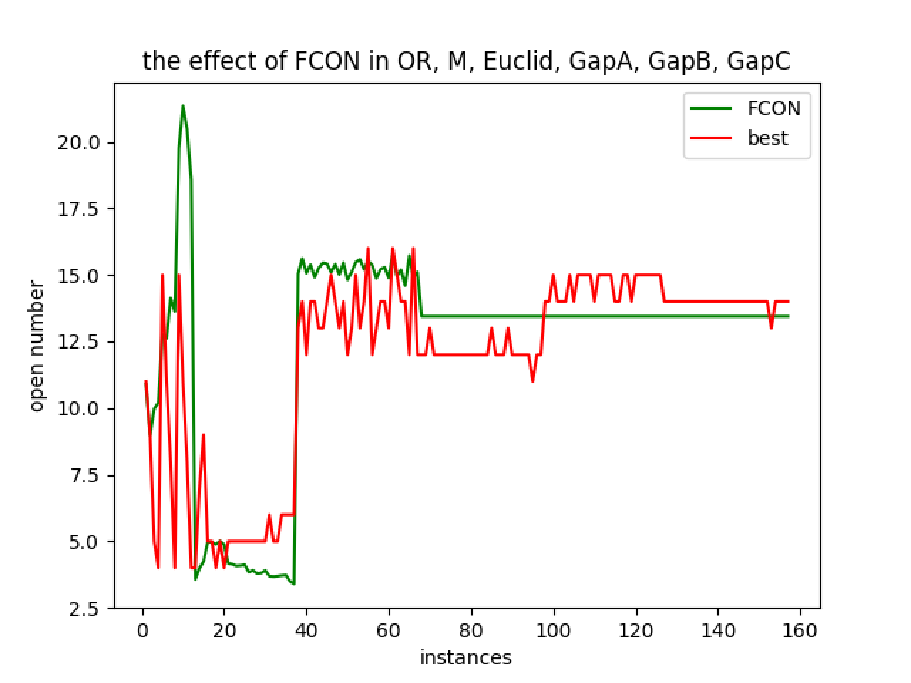 the effect of FCON in OR, M, Euclid, GapA, GapB, GapC
FCON
best
20.0
17.5
15.0
12.5
10.0
7.5
5.0
2.5
open number
0 20 40 60 80 100 120 140 160
instances